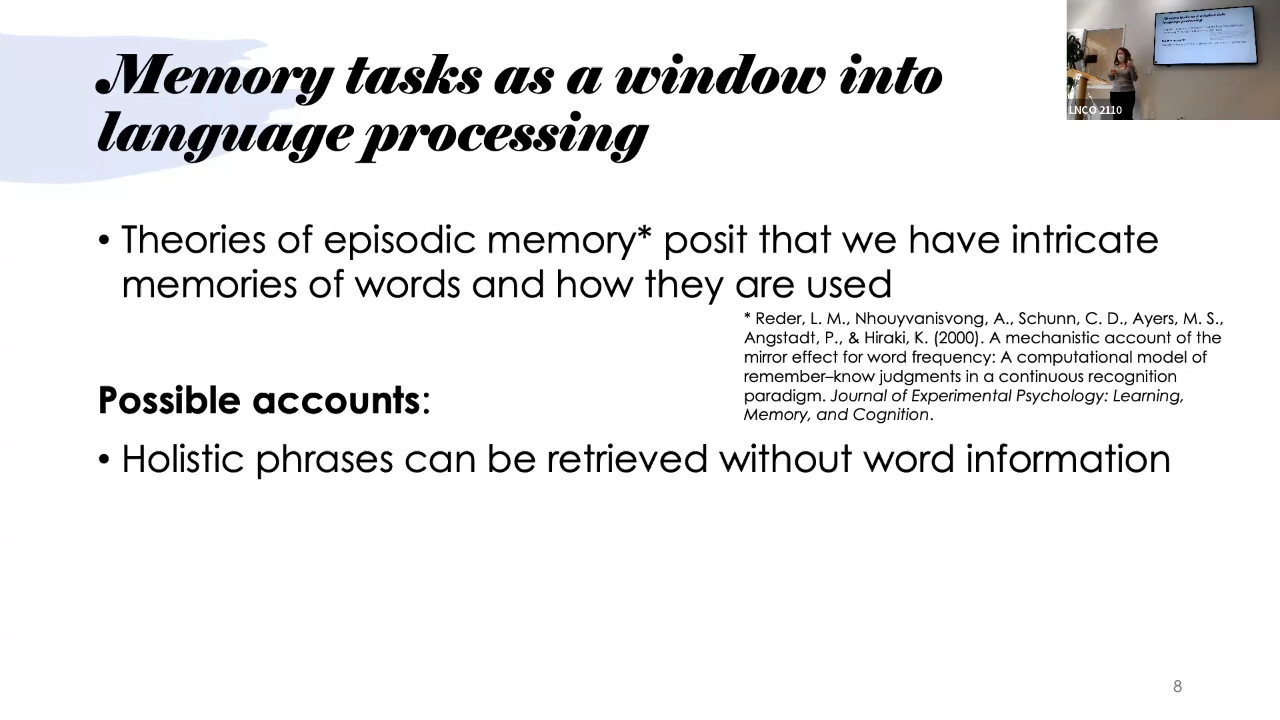 Memory tasks as a window into
language processing
LNCO 2110
• Theories of episodic memory* posit that we have intricate
memories of words and how they are used
* Reder, L. M., Nhouyvanisvong, A., Schunn, C. D., Ayers, M. S.,
Angstadt, P., & Hiraki, K. (2000). A mechanistic account of the
mirror effect for word frequency: A computational model of
remember–know judgments in a continuous recognition
paradigm. Journal of Experimental Psychology: Learning,
Memory, and Cognition.
Possible accounts:
• Holistic phrases can be retrieved without word information
8